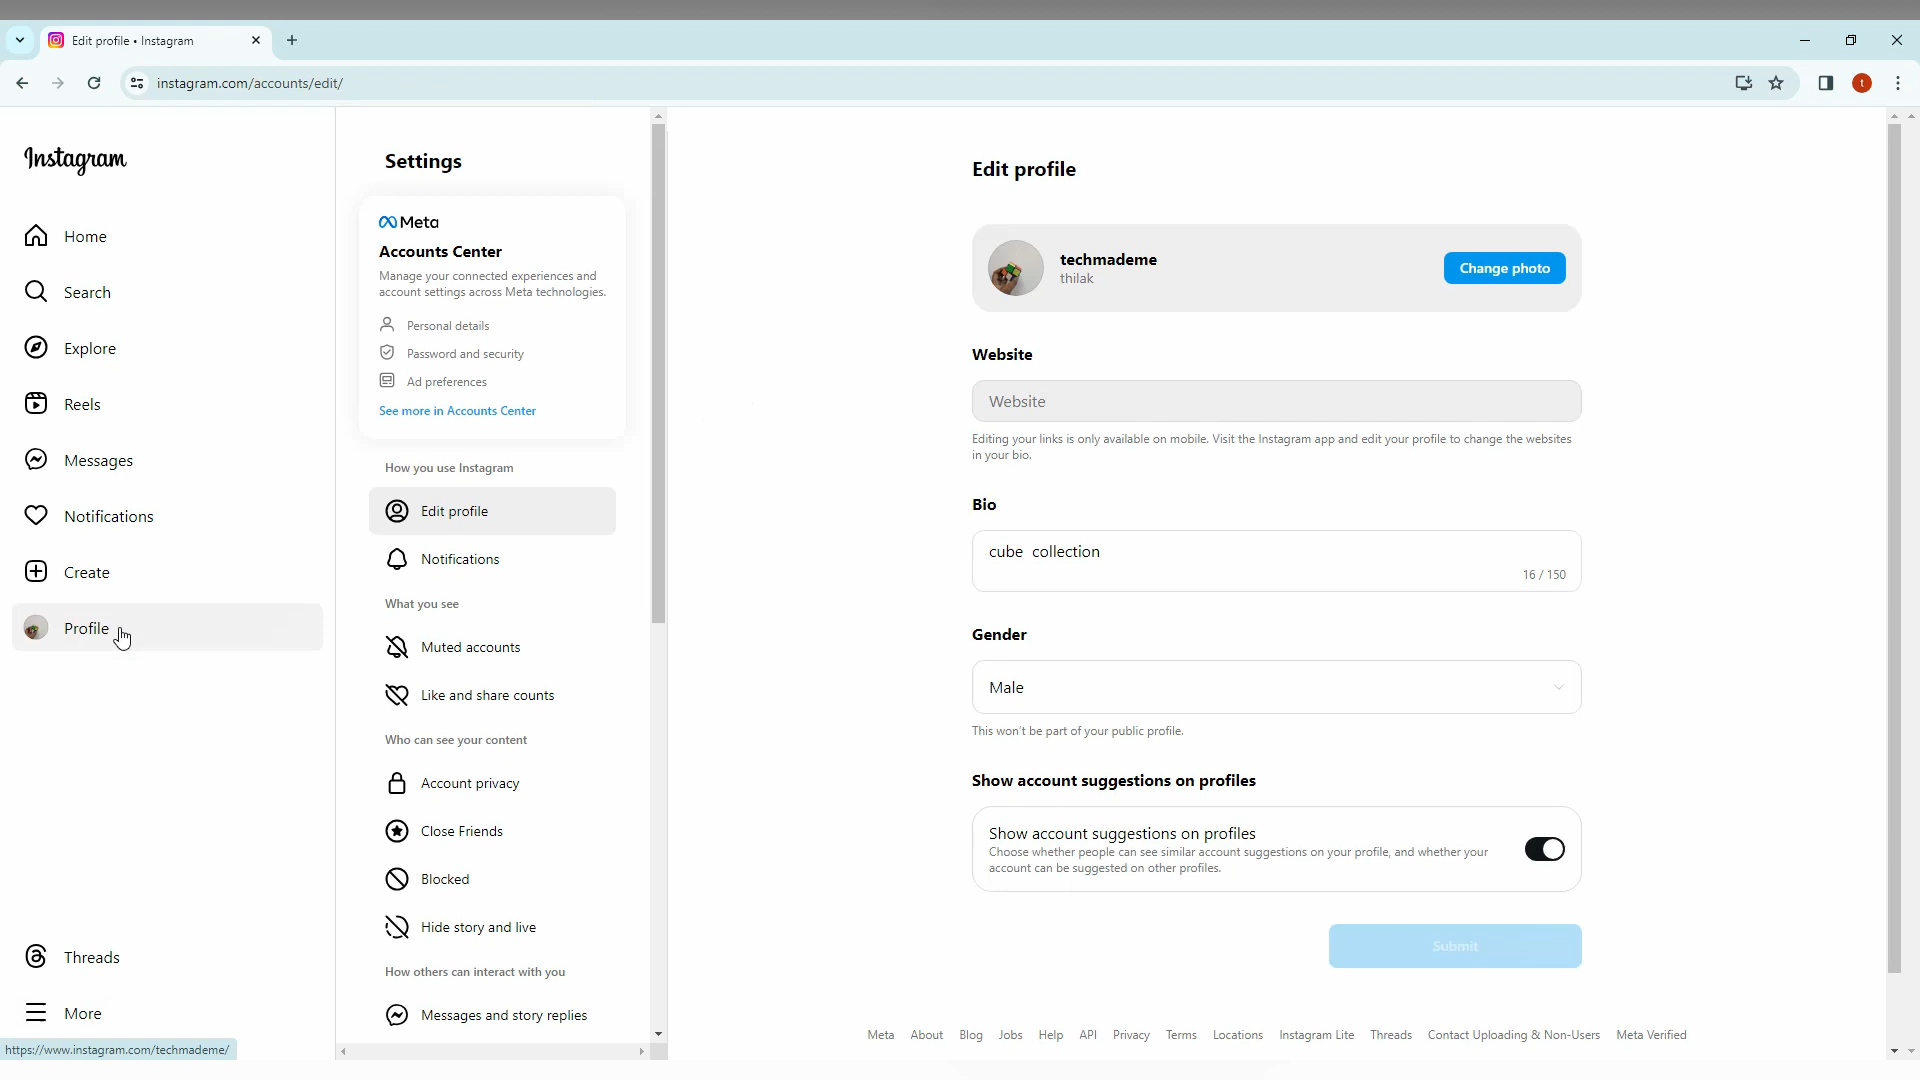 Edit profile • Instagram
instagram.com/accounts/edit/
t
Instagram
Home
Search
Explore
Reels
Messages
Notifications
Create
Profile
Threads
More
https://www.instagram.com/techmademe/
Settings
Meta
Accounts Center
Manage your connected experiences and
account settings across Meta technologies.
Personal details
Password and security
Ad preferences
See more in Accounts Center
How you use Instagram
Edit profile
Notifications
What you see
Muted accounts
Like and share counts
Who can see your content
Account privacy
Close Friends
Blocked
Hide story and live
How others can interact with you
Messages and story replies
Edit profile
techmademe
thilak
Change photo
Website
Website
Editing your links is only available on mobile. Visit the Instagram app and edit your profile to change the websites
in your bio.
Bio
cube  collection
16 / 150
Gender
Male
This won't be part of your public profile.
Show account suggestions on profiles
Show account suggestions on profiles
Choose whether people can see similar account suggestions on your profile, and whether your
account can be suggested on other profiles.
Submit
Meta About Blog Jobs Help API Privacy Terms Locations Instagram Lite Threads Contact Uploading & Non-Users Meta Verified